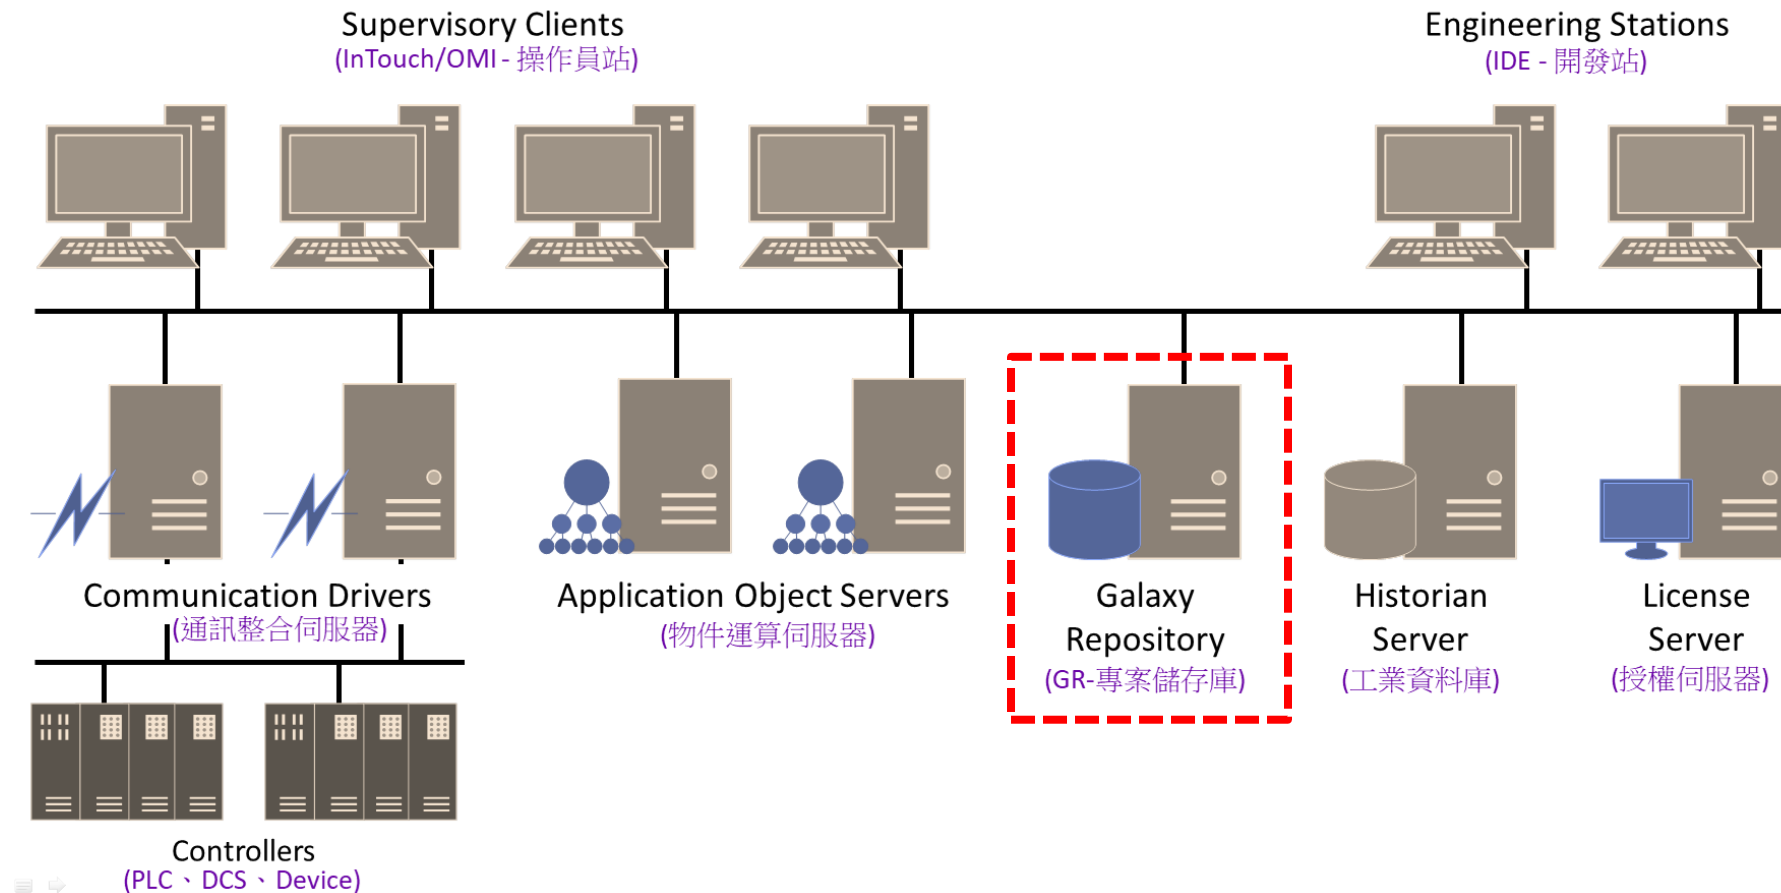 Supervisory Clients
(InTouch/OMI - 操作員站)
Engineering Stations
(IDE - 開發站)
Communication Drivers
(通訊整合伺服器)
Application Object Servers
(物件運算伺服器)
Galaxy
Repository
(GR-專案儲存庫)
Historian
Server
(工業資料庫)
License
Server
(授權伺服器)
Controllers
(PLC、DCS、Device)